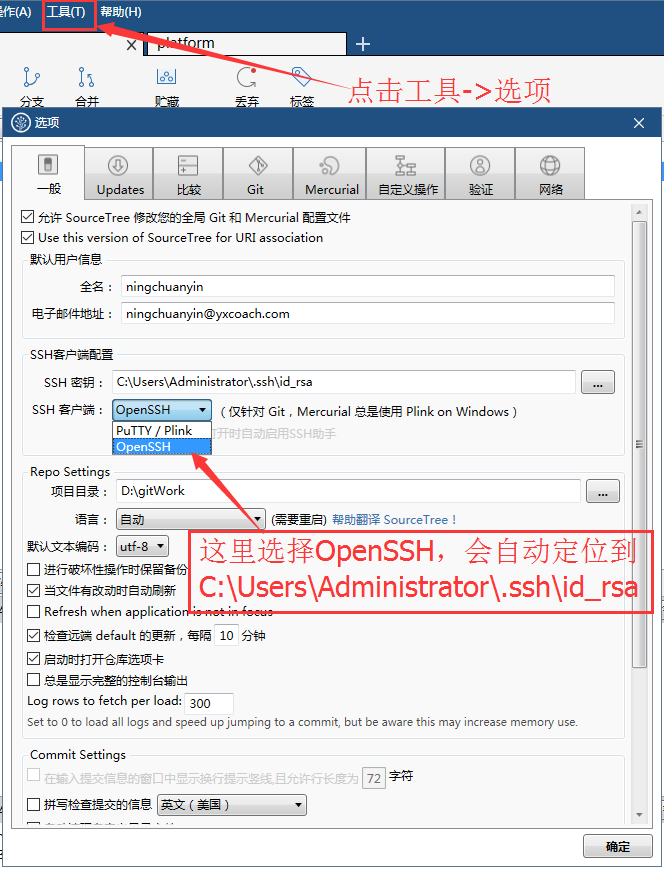 操作(A) 工具(T) 帮助(H)
platform
分支 合并 贮藏 丢弃 标签
点击工具->选项
选项
一般 Updates 比较 Git Mercurial 自定义操作 验证 网络
允许 SourceTree 修改您的全局 Git 和 Mercurial 配置文件
Use this version of SourceTree for URI association
默认用户信息
全名： ningchuanyin
电子邮件地址： ningchuanyin@yxcoach.com
SSH客户端配置
SSH 密钥： C:\Users\Administrator\.ssh\id_rsa ...
SSH 客户端： OpenSSH （仅针对 Git，Mercurial 总是使用 Plink on Windows）
PuTTY / Plink 打开时自动启用SSH助手
OpenSSH
Repo Settings
项目目录： D:\gitWork ...
语言： 自动 (需要重启) 帮助翻译 SourceTree！
默认文本编码： utf-8
这里选择OpenSSH，会自动定位到
C:\Users\Administrator\.ssh\id_rsa
进行破坏性操作时保留备份
当文件有改动时自动刷新
Refresh when application is not in focus
检查远端 default 的更新，每隔 10 分钟
启动时打开仓库选项卡
总是显示完整的控制台输出
Log rows to fetch per load: 300
Set to 0 to load all logs and speed up jumping to a commit, but be aware this may increase memory use.
Commit Settings
在输入提交信息的窗口中显示换行提示竖线,且允许行长度为 72 字符
拼写检查提交的信息 英文（美国）
确定